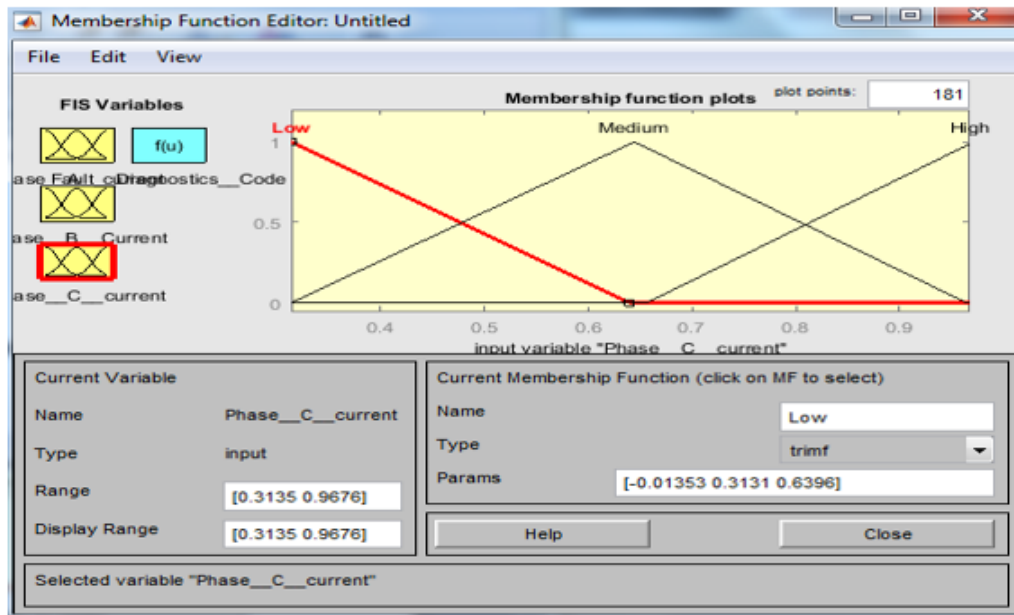 Membership Function Editor: Untitled
File Edit View
FIS Variables
f(u)
Diagnostics__Code
ase__B__Current
ase__C__current
Membership function plots
plot points: 181
Low Medium High
1
0.5
0
0.4 0.5 0.6 0.7 0.8 0.9
input variable "Phase__C__current"
Current Variable
Name Phase__C__current
Type input
Range [0.3135 0.9676]
Display Range [0.3135 0.9676]
Current Membership Function (click on MF to select)
Name Low
Type trimf
Params [-0.01353 0.3131 0.6396]
Help Close
Selected variable "Phase__C__current"